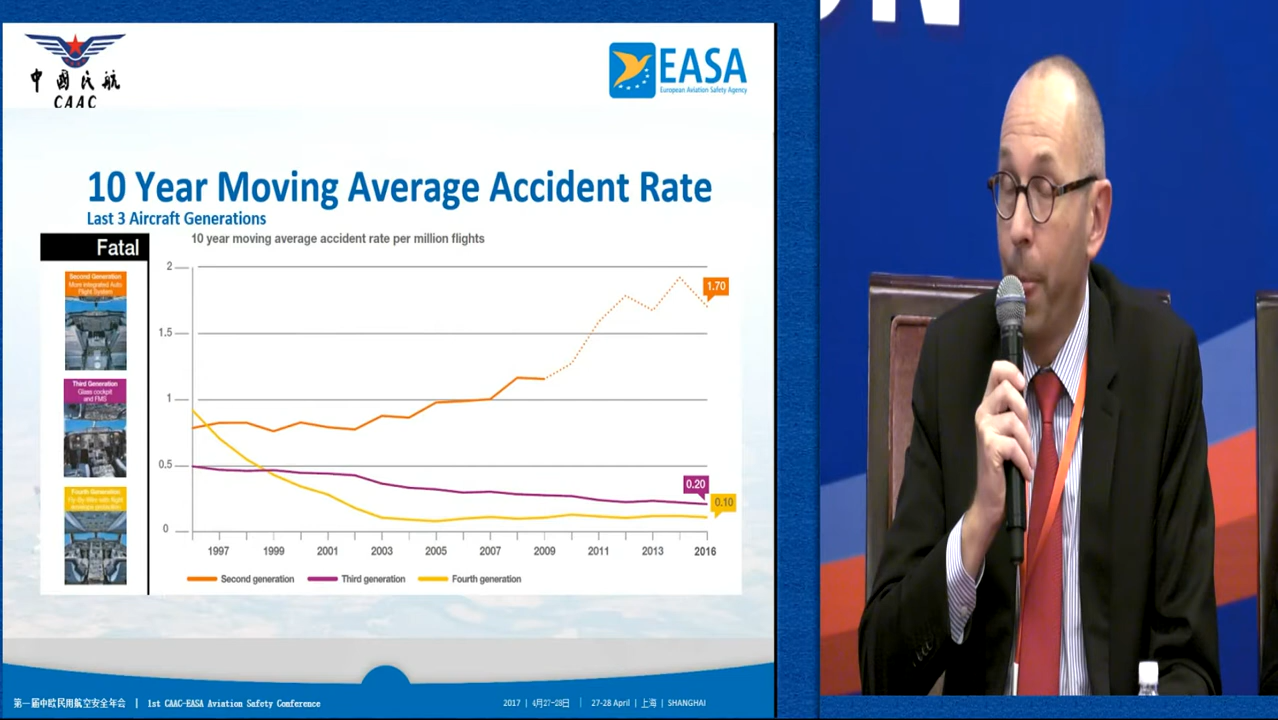 中國民航
CAAC
EASA
European Aviation Safety Agency
10 Year Moving Average Accident Rate
Last 3 Aircraft Generations
Fatal
10 year moving average accident rate per million flights
Second Generation
More Integrated Auto
Flight System
Third Generation
Glass cockpit
and FMS
Fourth Generation
Fly-By-Wire with flight
envelope protection
2
1.5
1
0.5
0
1.70
0.20
0.10
1997
1999
2001
2003
2005
2007
2009
2011
2013
2016
Second generation
Third generation
Fourth generation
第一届中欧民用航空安全年会 | 1st CAAC-EASA Aviation Safety Conference
2017 | 4月27-28日 | 27-28 April | 上海 | SHANGHAI
ON